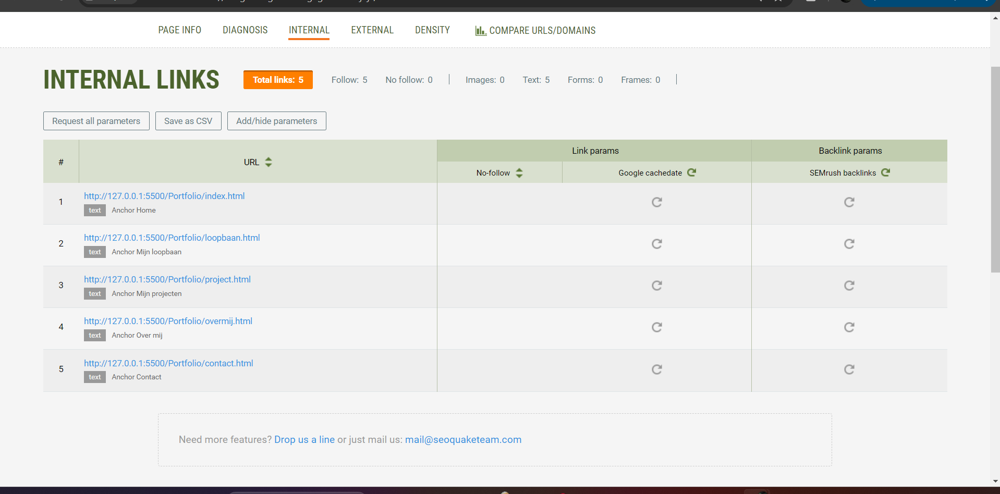 PAGE INFO DIAGNOSIS INTERNAL EXTERNAL DENSITY COMPARE URLS/DOMAINS
INTERNAL LINKS Total links: 5 Follow: 5 No follow: 0 Images: 0 Text: 5 Forms: 0 Frames: 0
Request all parameters Save as CSV Add/hide parameters
# URL Link params Backlink params
No-follow Google cachedate SEMrush backlinks
1 http://127.0.0.1:5500/Portfolio/index.html
text Anchor Home
2 http://127.0.0.1:5500/Portfolio/loopbaan.html
text Anchor Mijn loopbaan
3 http://127.0.0.1:5500/Portfolio/project.html
text Anchor Mijn projecten
4 http://127.0.0.1:5500/Portfolio/overmij.html
text Anchor Over mij
5 http://127.0.0.1:5500/Portfolio/contact.html
text Anchor Contact
Need more features? Drop us a line or just mail us: mail@seoquaketeam.com